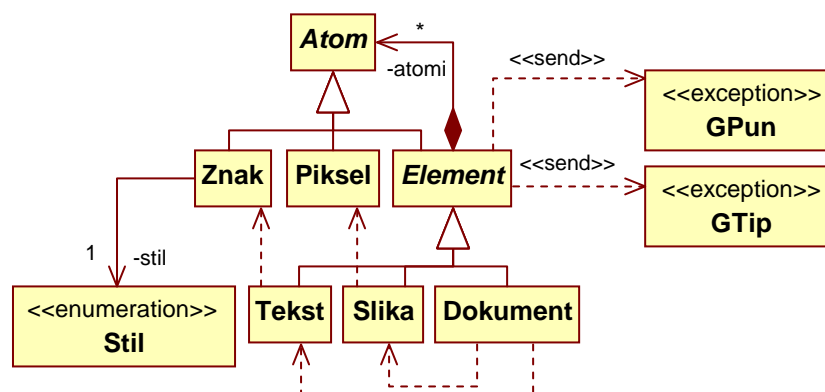 Atom
*
-atomi
<<send>>
<<exception>>
GPun
Znak
Piksel
Element
<<send>>
<<exception>>
GTip
1
-stil
<<enumeration>>
Stil
Tekst
Slika
Dokument